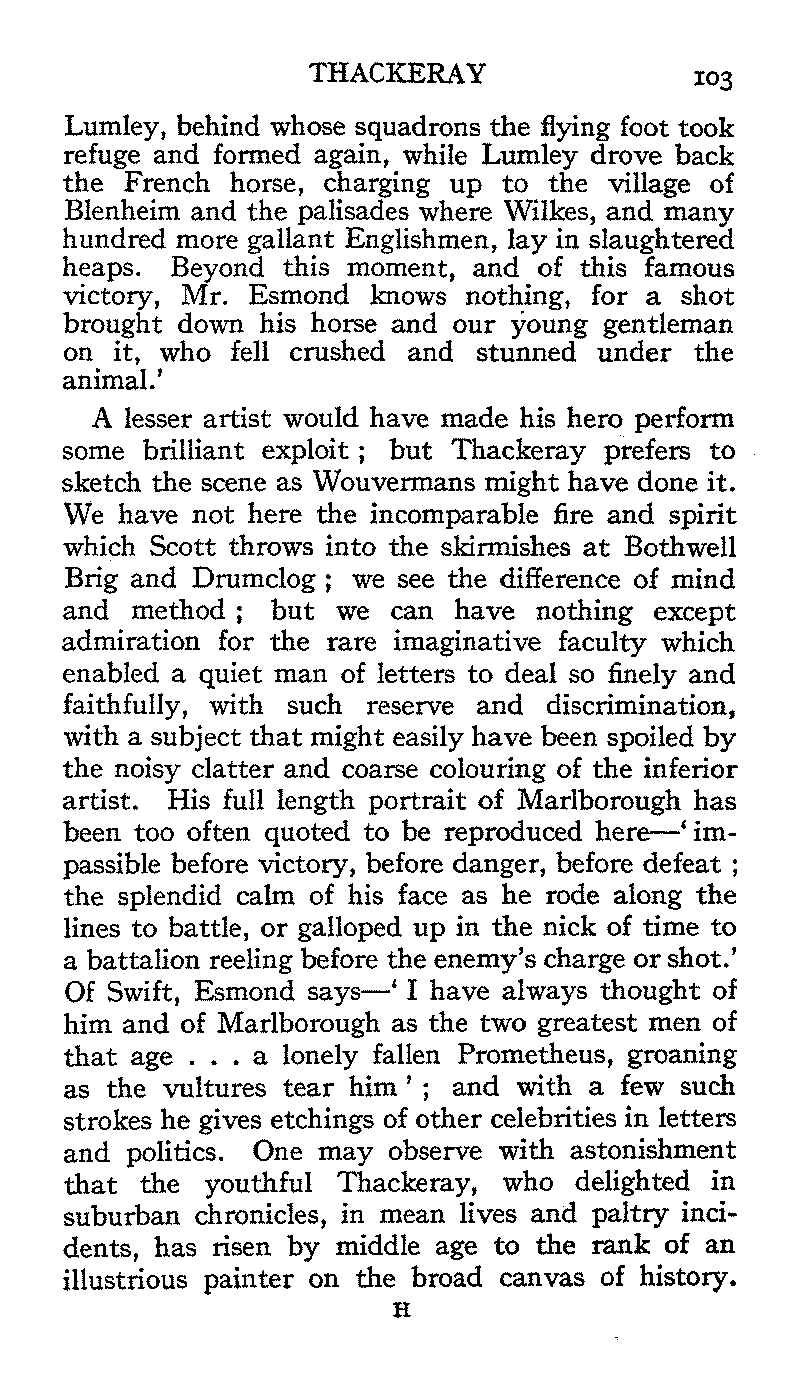 THACKERAY 103
Lumley, behind whose squadrons the flying foot took
refuge and formed again, while Lumley drove back
the French horse, charging up to the village of
Blenheim and the palisades where Wilkes, and many
hundred more gallant Englishmen, lay in slaughtered
heaps. Beyond this moment, and of this famous
victory, Mr. Esmond knows nothing, for a shot
brought down his horse and our young gentleman
on it, who fell crushed and stunned under the
animal.’
A lesser artist would have made his hero perform
some brilliant exploit ; but Thackeray prefers to
sketch the scene as Wouvermans might have done it.
We have not here the incomparable fire and spirit
which Scott throws into the skirmishes at Bothwell
Brig and Drumclog ; we see the difference of mind
and method ; but we can have nothing except
admiration for the rare imaginative faculty which
enabled a quiet man of letters to deal so finely and
faithfully, with such reserve and discrimination,
with a subject that might easily have been spoiled by
the noisy clatter and coarse colouring of the inferior
artist. His full length portrait of Marlborough has
been too often quoted to be reproduced here—‘ im-
passible before victory, before danger, before defeat ;
the splendid calm of his face as he rode along the
lines to battle, or galloped up in the nick of time to
a battalion reeling before the enemy’s charge or shot.’
Of Swift, Esmond says—‘ I have always thought of
him and of Marlborough as the two greatest men of
that age . . . a lonely fallen Prometheus, groaning
as the vultures tear him ’ ; and with a few such
strokes he gives etchings of other celebrities in letters
and politics. One may observe with astonishment
that the youthful Thackeray, who delighted in
suburban chronicles, in mean lives and paltry inci-
dents, has risen by middle age to the rank of an
illustrious painter on the broad canvas of history.
H